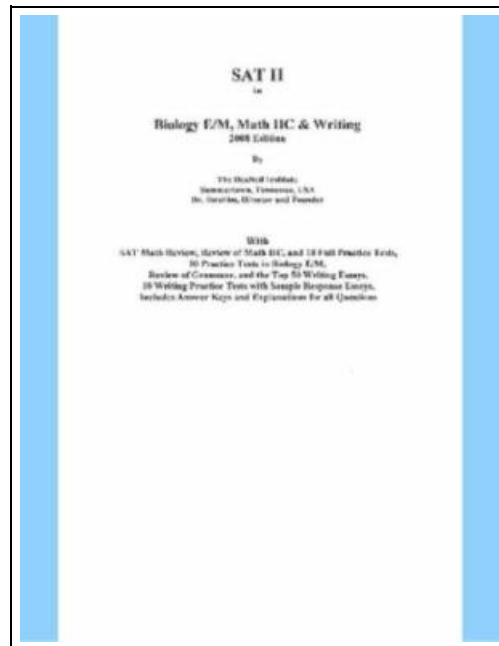 SAT II
in
Biology E/M, Math IIC & Writing
2008 Edition
By
The Institute
Summertown, Tennessee, USA
Dr. Ibrahim, Director and Founder
With
SAT Math Review, Review of Math IIC, and 10 Full Practice Tests,
10 Practice Tests in Biology E/M,
Review of Grammar, and the Top 50 Writing Essays,
10 Writing Practice Tests with Sample Response Essays,
Includes Answer Keys and Explanations for all Questions